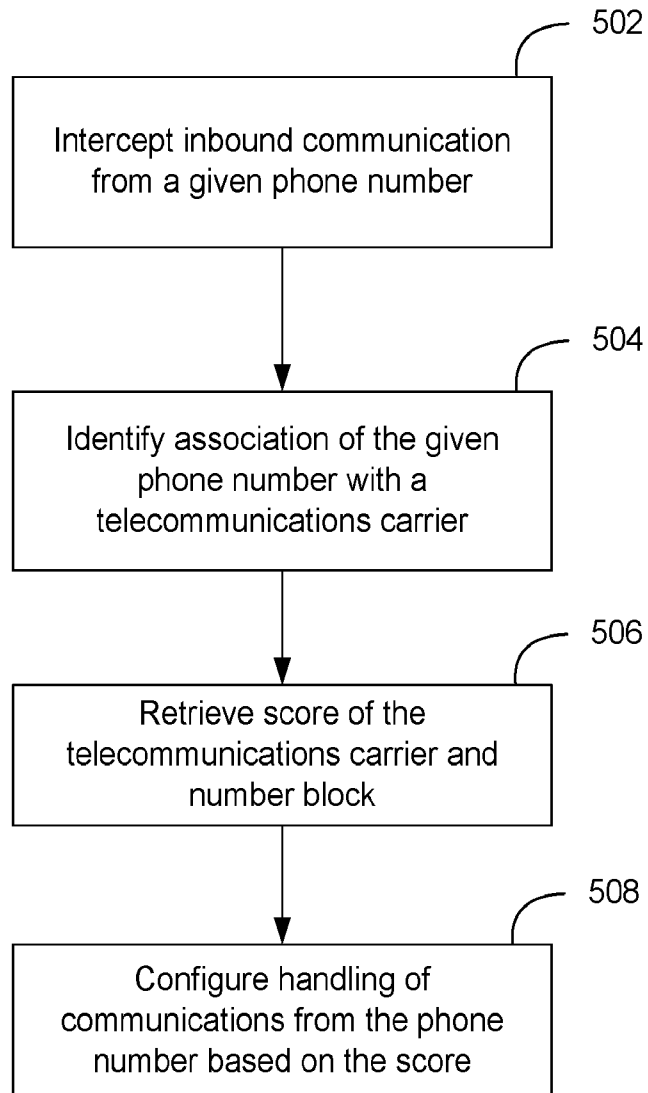 502
Intercept inbound communication
from a given phone number
504
Identify association of the given
phone number with a
telecommunications carrier
506
Retrieve score of the
telecommunications carrier and
number block
508
Configure handling of
communications from the phone
number based on the score